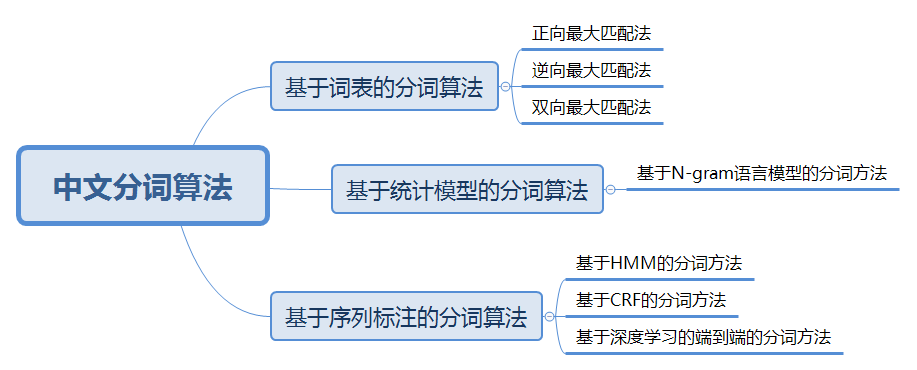 中文分词算法
基于词表的分词算法
正向最大匹配法
逆向最大匹配法
双向最大匹配法
基于统计模型的分词算法
基于N-gram语言模型的分词方法
基于序列标注的分词算法
基于HMM的分词方法
基于CRF的分词方法
基于深度学习的端到端的分词方法